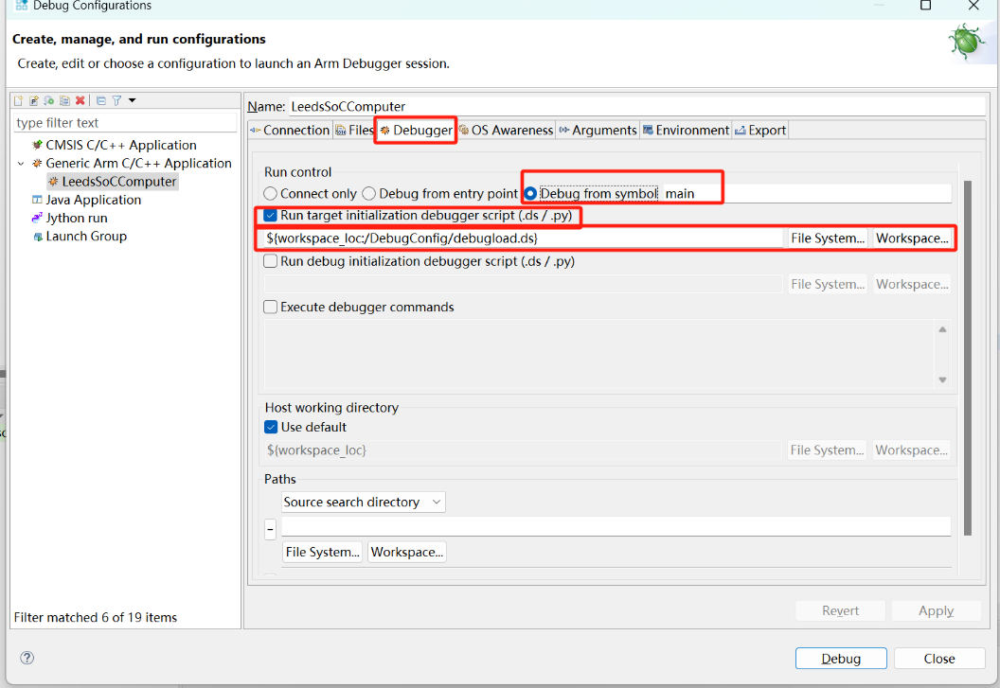 Debug Configurations
Create, manage, and run configurations
Create, edit or choose a configuration to launch an Arm Debugger session.
type filter text
CMSIS C/C++ Application
Generic Arm C/C++ Application
LeedsSoCComputer
Java Application
Jython run
Launch Group
Filter matched 6 of 19 items
Name: LeedsSoCComputer
Connection Files Debugger OS Awareness Arguments Environment Export
Run control
Connect only Debug from entry point Debug from symbol main
Run target initialization debugger script (.ds / .py)
${workspace_loc:/DebugConfig/debugload.ds} File System... Workspace...
Run debug initialization debugger script (.ds / .py)
File System... Workspace...
Execute debugger commands
Host working directory
Use default
${workspace_loc} File System... Workspace...
Paths
Source search directory
-
File System... Workspace...
Revert Apply
? Debug Close